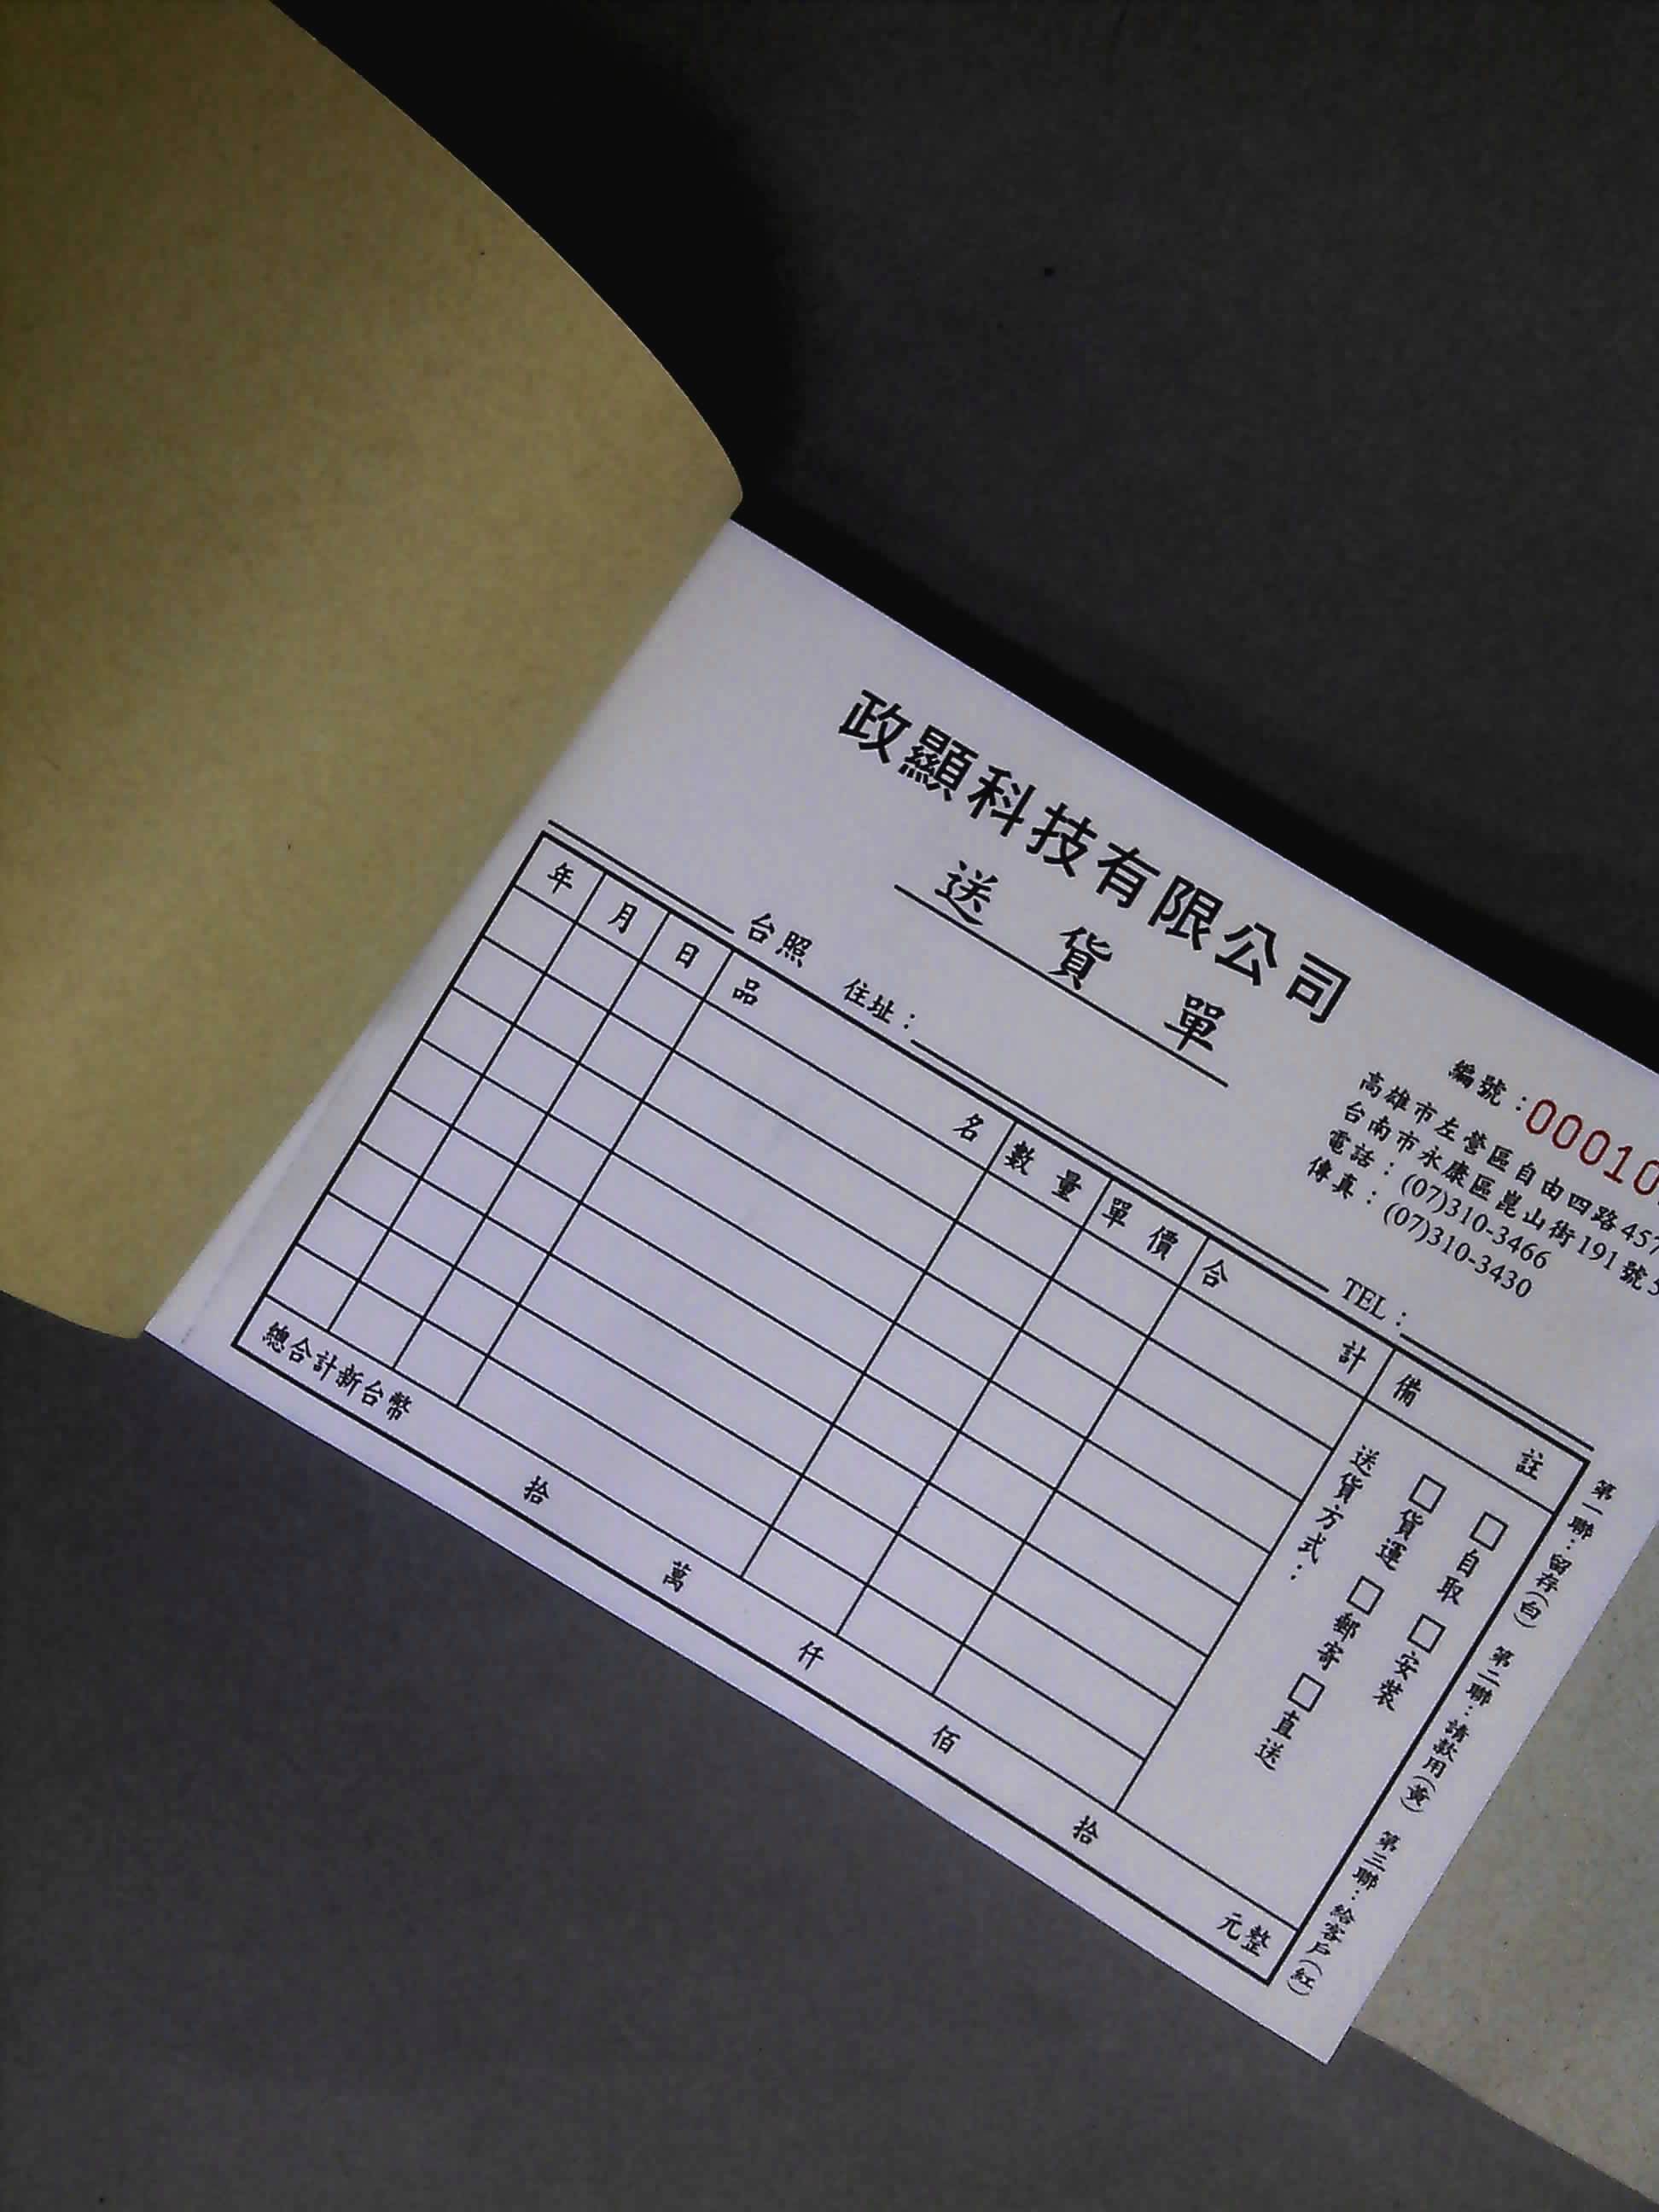 政顯科技有限公司
送貨單
編號：00010
高雄市左營區自由四路457
台南市永康區崑山街191號5
電話：(07)310-3466
傳真：(07)310-3430
台照 住址： TEL：
年 月 日 品名 數量 單價 合計 備註
送貨方式：
□貨運 □郵寄 □直送
□自取 □安裝
總合計新台幣 拾 萬 仟 佰 拾 元整
第一聯：留存(白) 第二聯：請款用(黃) 第三聯：給客戶(紅)